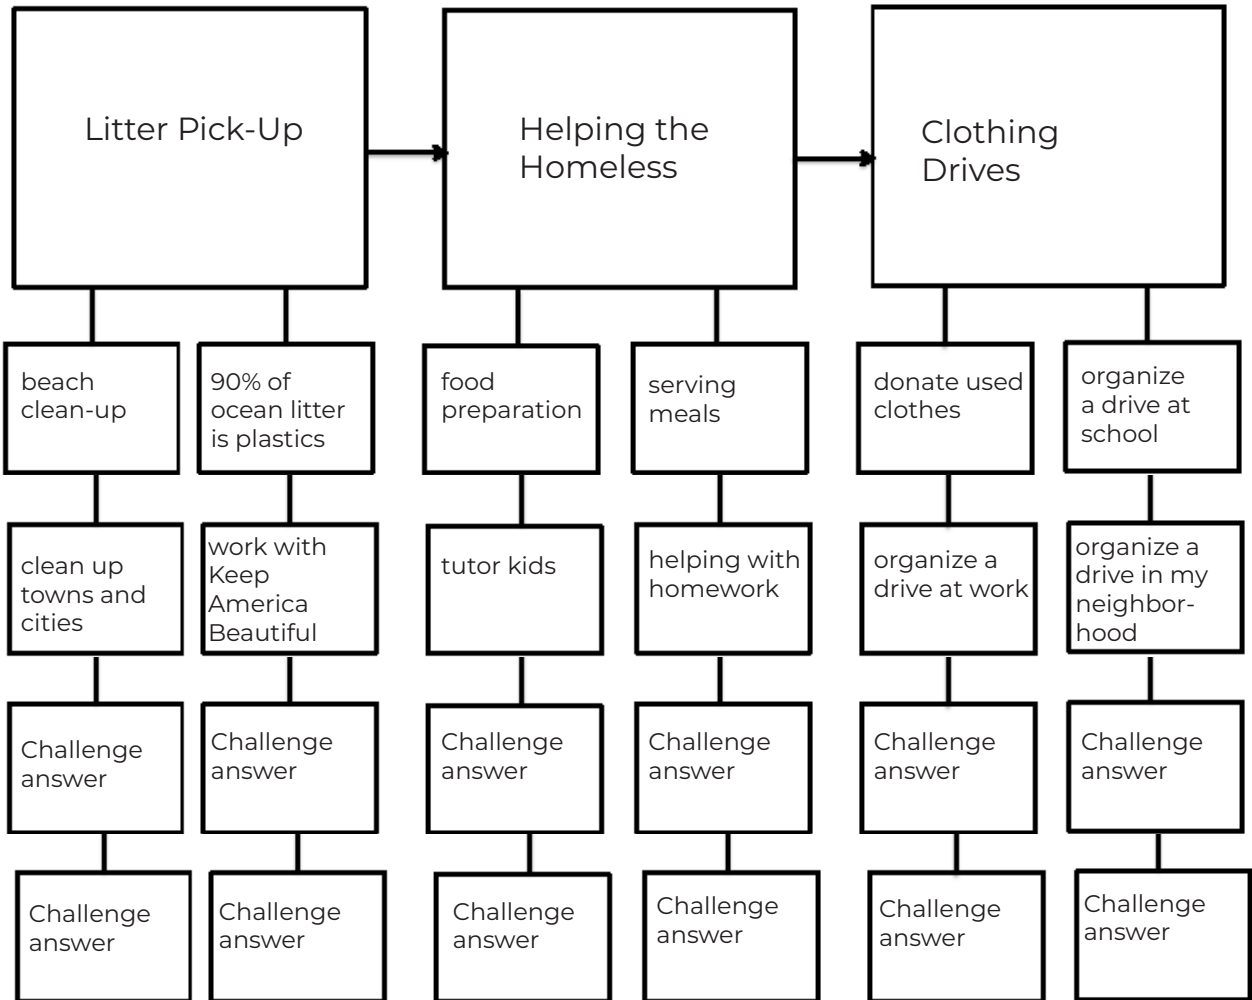 Litter Pick-Up
Helping the
Homeless
Clothing
Drives
beach
clean-up
90% of
ocean litter
is plastics
food
preparation
serving
meals
donate used
clothes
organize
a drive at
school
clean up
towns and
cities
work with
Keep
America
Beautiful
tutor kids
helping with
homework
organize a
drive at work
organize a
drive in my
neighbor-
hood
Challenge
answer
Challenge
answer
Challenge
answer
Challenge
answer
Challenge
answer
Challenge
answer
Challenge
answer
Challenge
answer
Challenge
answer
Challenge
answer
Challenge
answer
Challenge
answer